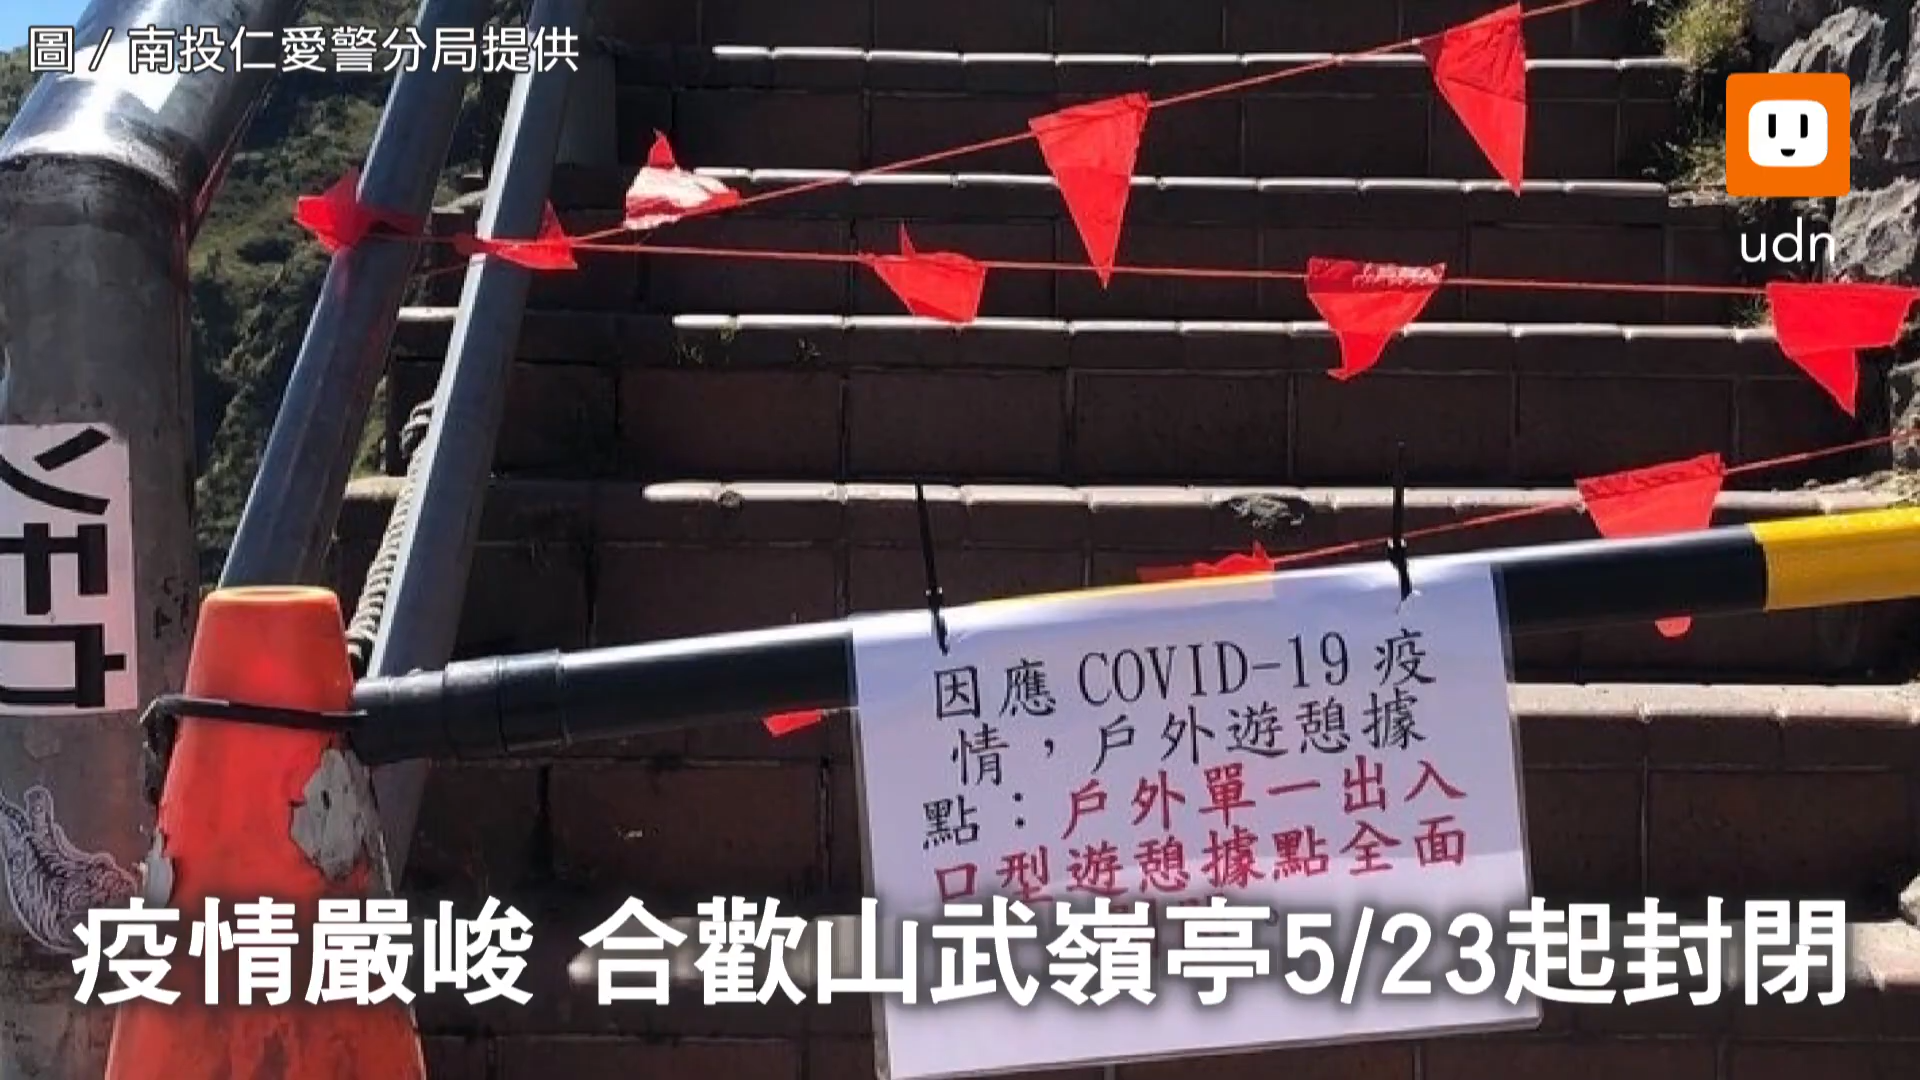 圖 / 南投仁愛警分局提供
udn
因應 COVID-19 疫
情，戶外遊憩據
點：戶外單一出入
口型遊憩據點全面
疫情嚴峻 合歡山武嶺亭5/23起封閉